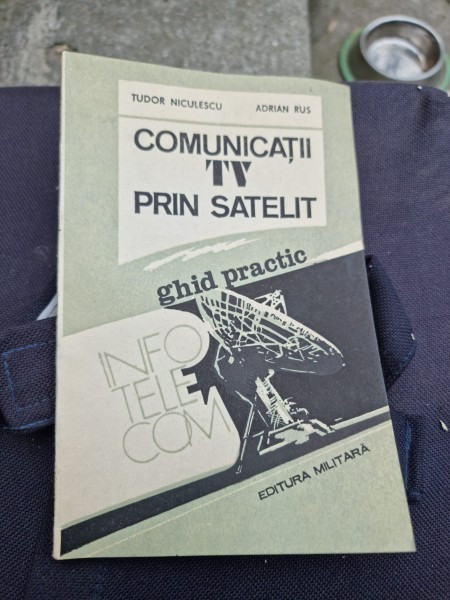 TUDOR NICULESCU ADRIAN RUS
COMUNICAȚII
TV
PRIN SATELIT
ghid practic
INFO
TELE
COM
EDITURA MILITARĂ